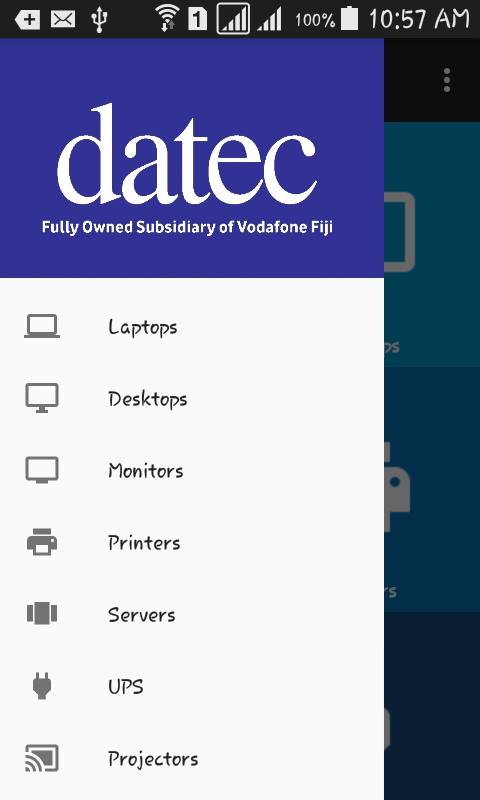 1
100%
10:57 AM
datec
Fully Owned Subsidiary of Vodafone Fiji
Laptops
ps
Desktops
Monitors
Printers
rs
Servers
UPS
Projectors